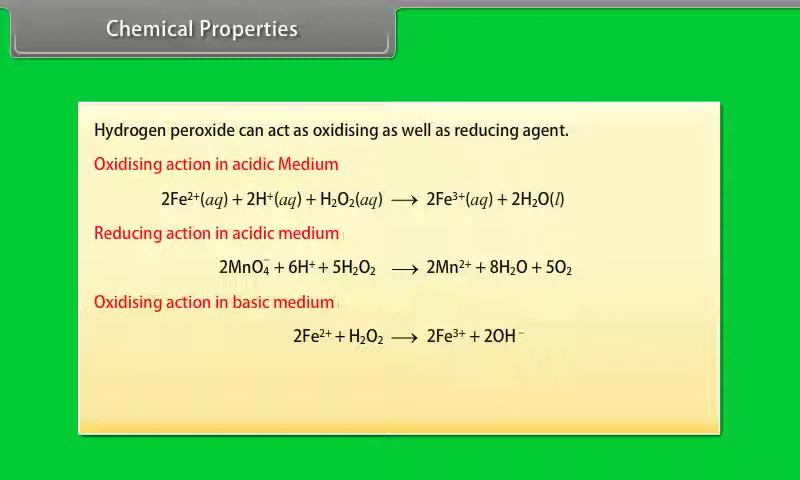 Chemical Properties
Hydrogen peroxide can act as oxidising as well as reducing agent.
Oxidising action in acidic Medium
2Fe²⁺(aq) + 2H⁺(aq) + H₂O₂(aq) ⟶ 2Fe³⁺(aq) + 2H₂O(l)
Reducing action in acidic medium
2MnO₄⁻ + 6H⁺ + 5H₂O₂ ⟶ 2Mn²⁺ + 8H₂O + 5O₂
Oxidising action in basic medium
2Fe²⁺ + H₂O₂ ⟶ 2Fe³⁺ + 2OH⁻